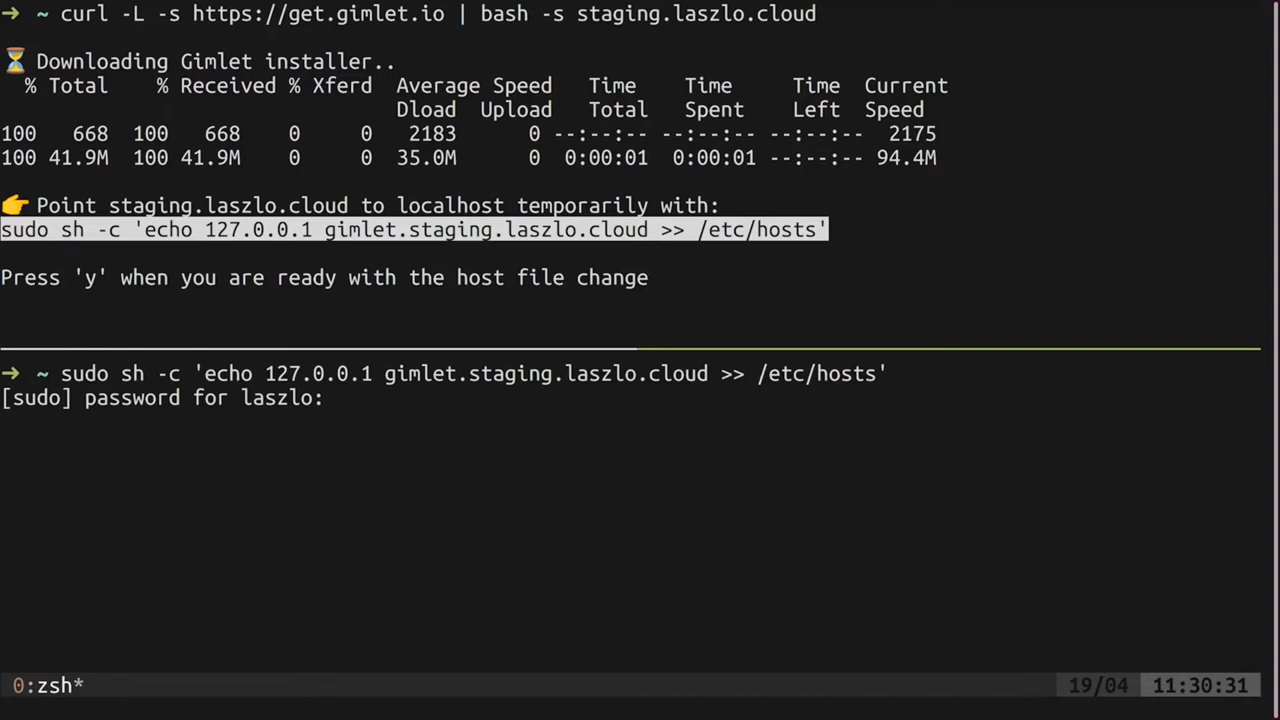 → ~ curl -L -s https://get.gimlet.io | bash -s staging.laszlo.cloud
⏳ Downloading Gimlet installer..
% Total % Received % Xferd Average Speed Time Time Time Current
Dload Upload Total Spent Left Speed
100 668 100 668 0 0 2183 0 --:--:-- --:--:-- --:--:-- 2175
100 41.9M 100 41.9M 0 0 35.0M 0 0:00:01 0:00:01 --:--:-- 94.4M
👉 Point staging.laszlo.cloud to localhost temporarily with:
sudo sh -c 'echo 127.0.0.1 gimlet.staging.laszlo.cloud >> /etc/hosts'
Press 'y' when you are ready with the host file change
→ ~ sudo sh -c 'echo 127.0.0.1 gimlet.staging.laszlo.cloud >> /etc/hosts'
[sudo] password for laszlo:
0:zsh* 19/04 11:30:31